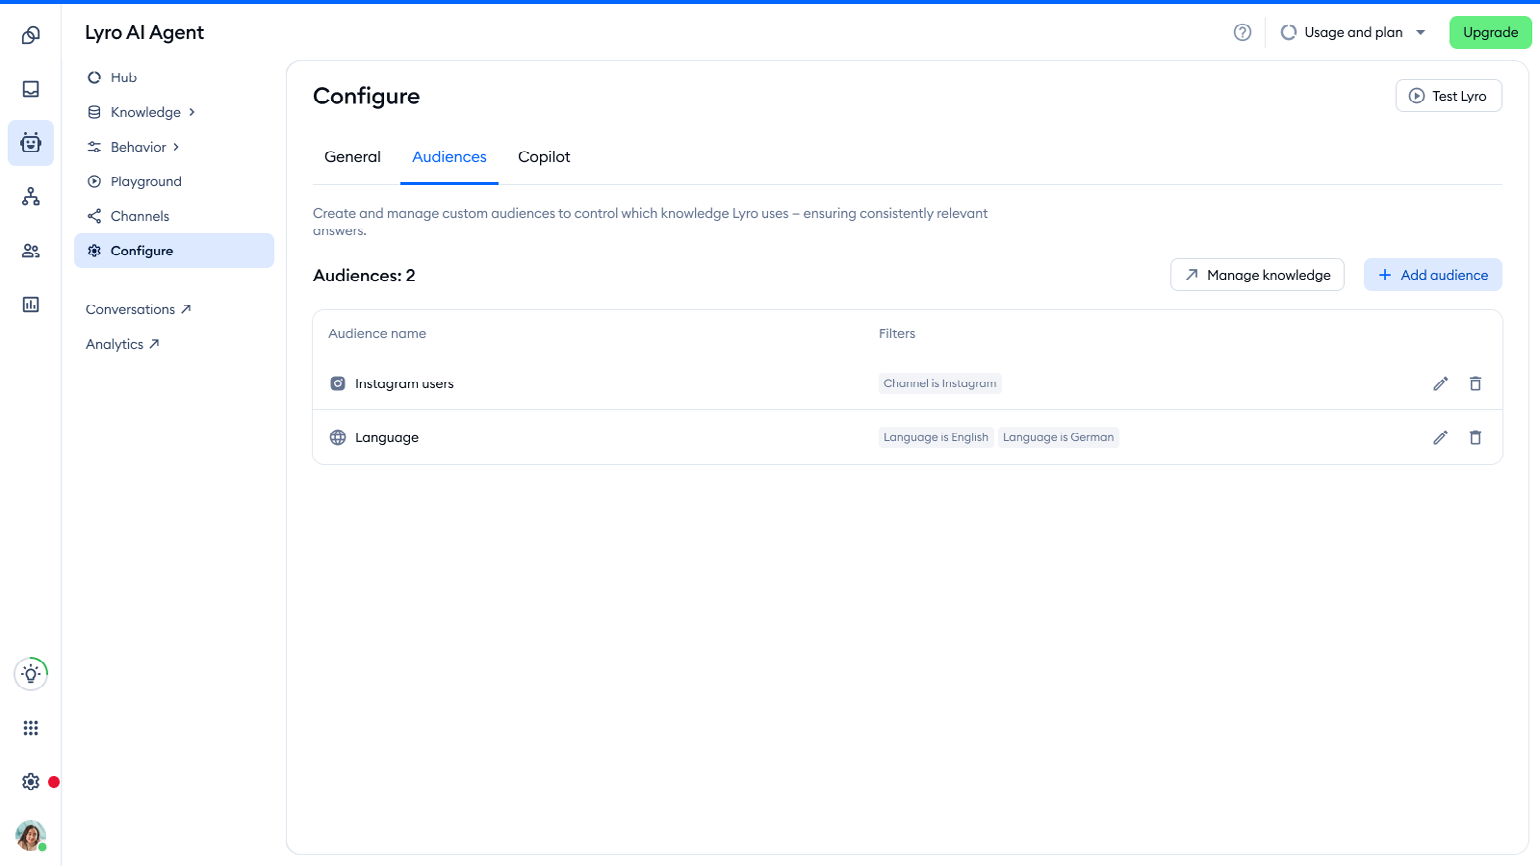 Lyro AI Agent
Usage and plan
Upgrade
Hub
Knowledge
Behavior
Playground
Channels
Configure
Conversations
Analytics
Configure
Test Lyro
General
Audiences
Copilot
Create and manage custom audiences to control which knowledge Lyro uses – ensuring consistently relevant
answers.
Audiences: 2
Manage knowledge
+ Add audience
Audience name
Filters
Instagram users
Channel is Instagram
Language
Language is English
Language is German